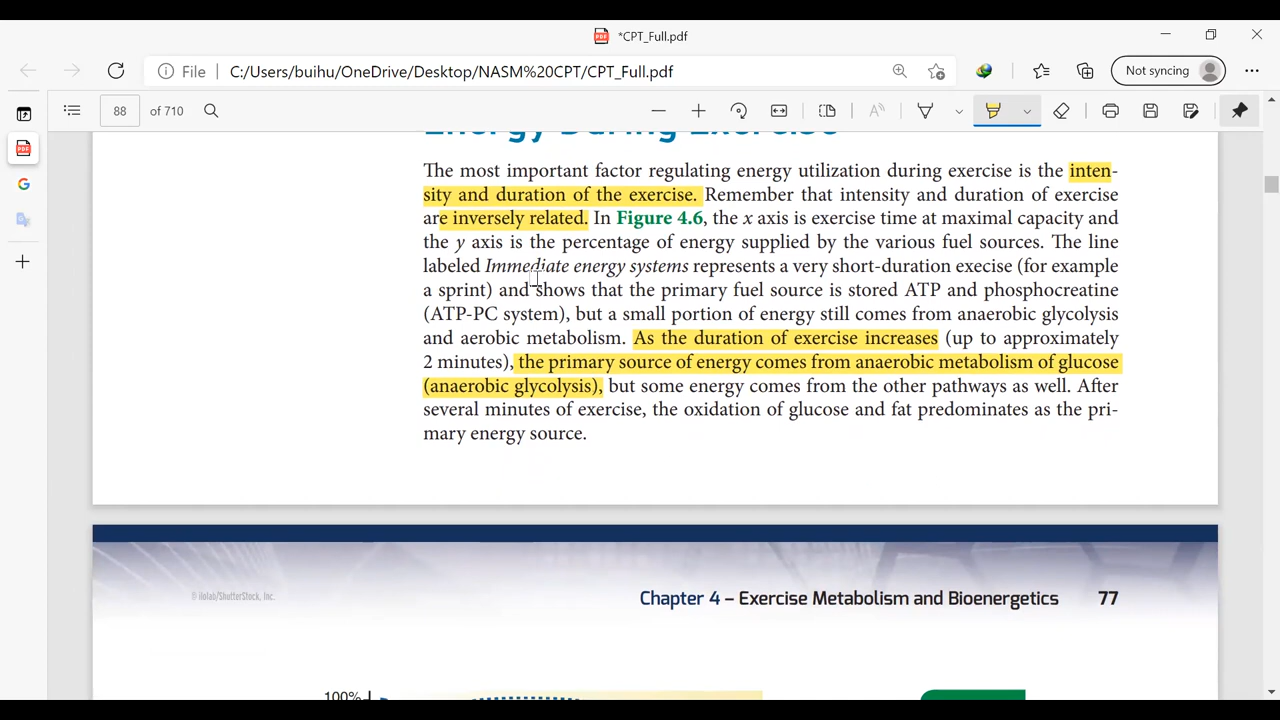 *CPT_Full.pdf
File C:/Users/buihu/OneDrive/Desktop/NASM%20CPT/CPT_Full.pdf Not syncing
88 of 710
Energy During Exercise
The most important factor regulating energy utilization during exercise is the inten-
sity and duration of the exercise. Remember that intensity and duration of exercise
are inversely related. In Figure 4.6, the x axis is exercise time at maximal capacity and
the y axis is the percentage of energy supplied by the various fuel sources. The line
labeled Immediate energy systems represents a very short-duration execise (for example
a sprint) and shows that the primary fuel source is stored ATP and phosphocreatine
(ATP-PC system), but a small portion of energy still comes from anaerobic glycolysis
and aerobic metabolism. As the duration of exercise increases (up to approximately
2 minutes), the primary source of energy comes from anaerobic metabolism of glucose
(anaerobic glycolysis), but some energy comes from the other pathways as well. After
several minutes of exercise, the oxidation of glucose and fat predominates as the pri-
mary energy source.
© ilolab/ShutterStock, Inc.
Chapter 4 – Exercise Metabolism and Bioenergetics 77
100%